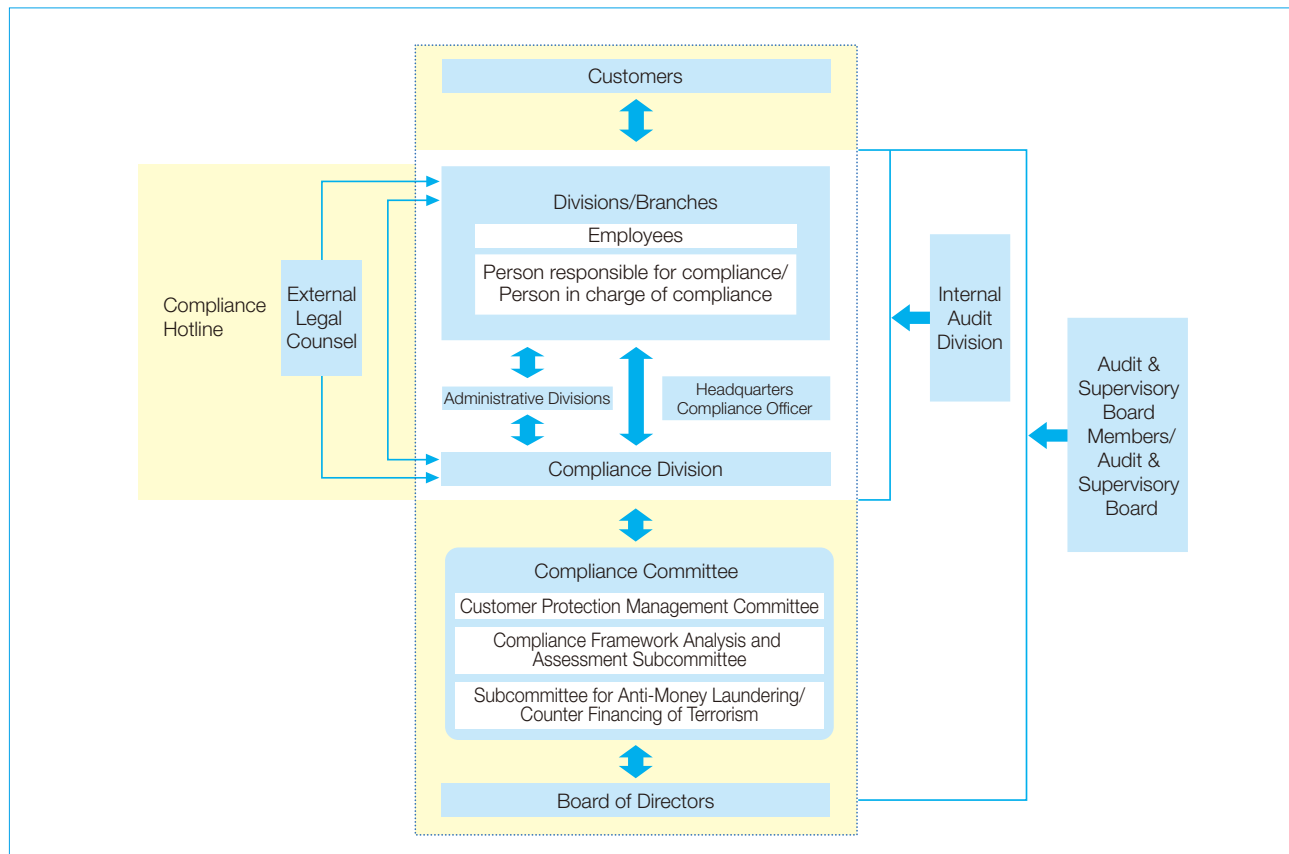 Customers
Divisions/Branches
Employees
Person responsible for compliance/
Person in charge of compliance
Compliance
Hotline
External
Legal
Counsel
Internal
Audit
Division
Audit &
Supervisory
Board
Members/
Audit &
Supervisory
Board
Administrative Divisions
Headquarters
Compliance Officer
Compliance Division
Compliance Committee
Customer Protection Management Committee
Compliance Framework Analysis and
Assessment Subcommittee
Subcommittee for Anti-Money Laundering/
Counter Financing of Terrorism
Board of Directors